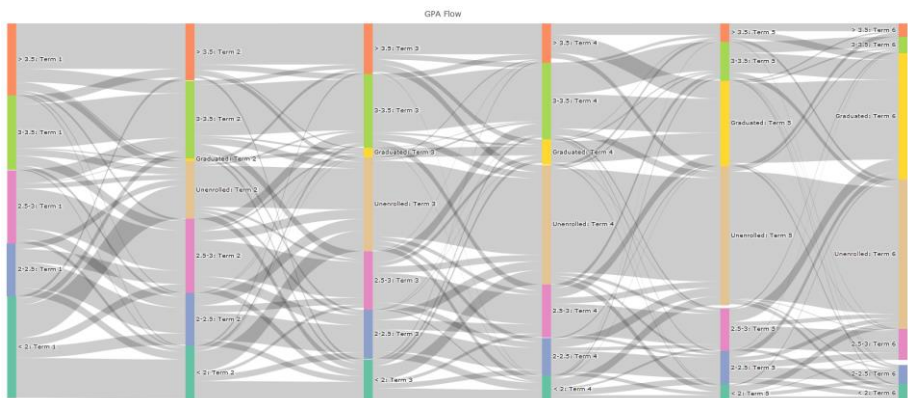 GPA Flow
> 3.5: Term 1
3-3.5: Term 1
2.5-3: Term 1
2-2.5: Term 1
< 2: Term 1
> 3.5: Term 2
3-3.5: Term 2
Graduated: Term 2
Unenrolled: Term 2
2.5-3: Term 2
2-2.5: Term 2
< 2: Term 2
> 3.5: Term 3
3-3.5: Term 3
Graduated: Term 3
Unenrolled: Term 3
2.5-3: Term 3
2-2.5: Term 3
< 2: Term 3
> 3.5: Term 4
3-3.5: Term 4
Graduated: Term 4
Unenrolled: Term 4
2.5-3: Term 4
2-2.5: Term 4
< 2: Term 4
> 3.5: Term 5
3-3.5: Term 5
Graduated: Term 5
Unenrolled: Term 5
2.5-3: Term 5
2-2.5: Term 5
< 2: Term 5
> 3.5: Term 6
3-3.5: Term 6
Graduated: Term 6
Unenrolled: Term 6
2.5-3: Term 6
2-2.5: Term 6
< 2: Term 6